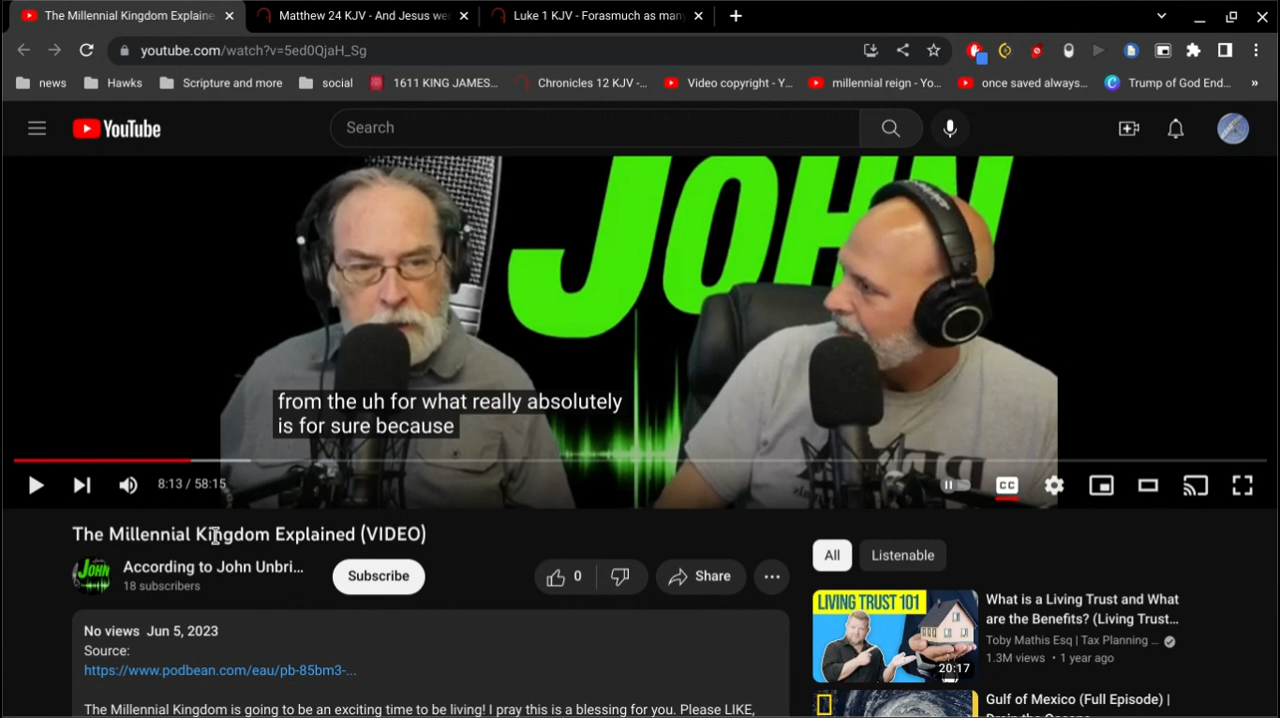 The Millennial Kingdom Explaine
Matthew 24 KJV - And Jesus we
Luke 1 KJV - Forasmuch as man
youtube.com/watch?v=5ed0QjaH_Sg
news
Hawks
Scripture and more
social
1611 KING JAMES...
Chronicles 12 KJV -...
Video copyright - Y...
millennial reign - Yo...
once saved always...
Trump of God End...
»
YouTube
Search
JOHN
from the uh for what really absolutely
is for sure because
8:13 / 58:15
CC
The Millennial Kingdom Explained (VIDEO)
JOHN
According to John Unbri...
18 subscribers
Subscribe
0
Share
All
Listenable
No views Jun 5, 2023
Source:
https://www.podbean.com/eau/pb-85bm3-...
The Millennial Kingdom is going to be an exciting time to be living! I pray this is a blessing for you. Please LIKE,
LIVING TRUST 101
20:17
What is a Living Trust and What
are the Benefits? (Living Trust...
Toby Mathis Esq | Tax Planning ...
1.3M views • 1 year ago
Gulf of Mexico (Full Episode) |
Drain the Oceans